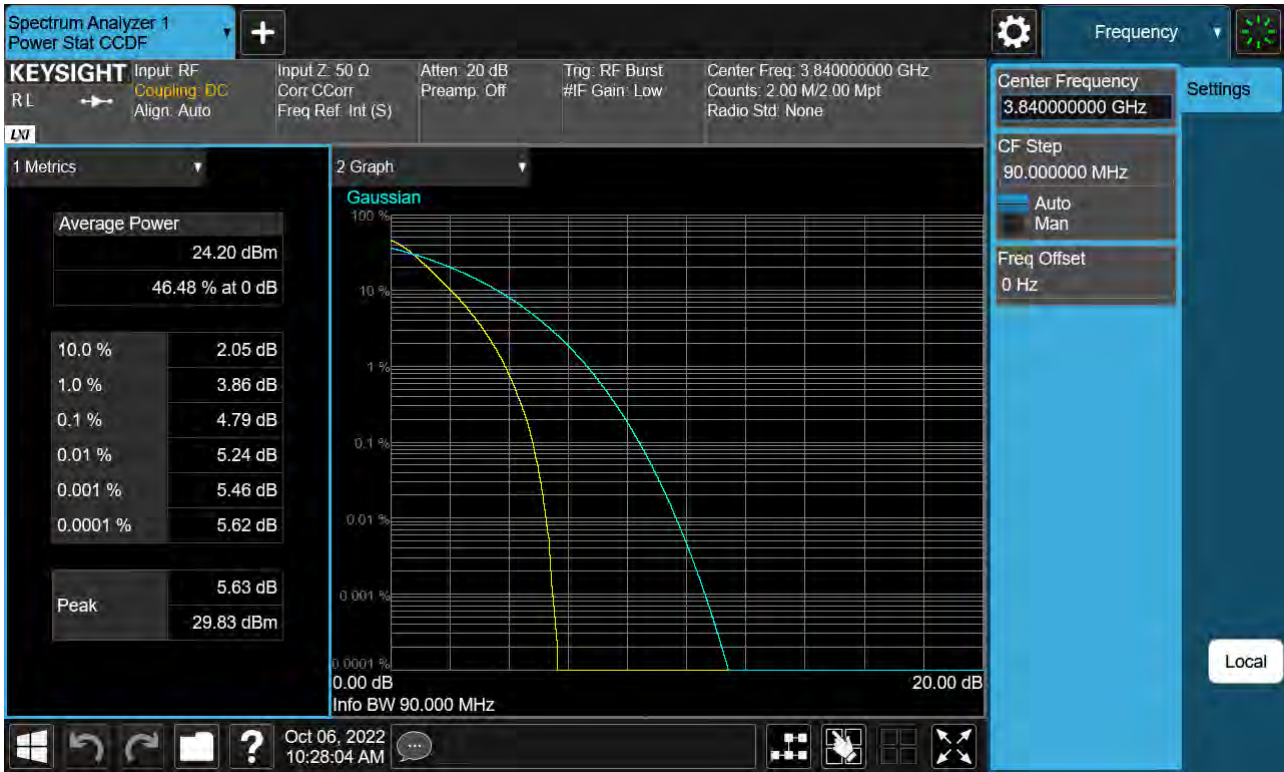 Spectrum Analyzer 1
Power Stat CCDF
Frequency
KEYSIGHT
RL
LXI
Input: RF
Coupling: DC
Align: Auto
Input Z: 50 Ω
Corr CCorr
Freq Ref: Int (S)
Atten: 20 dB
Preamp: Off
Trig: RF Burst
#IF Gain: Low
Center Freq: 3.840000000 GHz
Counts: 2.00 M/2.00 Mpt
Radio Std: None
Center Frequency
3.840000000 GHz
Settings
CF Step
90.000000 MHz
Auto
Man
Freq Offset
0 Hz
1 Metrics
Average Power
24.20 dBm
46.48 % at 0 dB
10.0 % 2.05 dB
1.0 % 3.86 dB
0.1 % 4.79 dB
0.01 % 5.24 dB
0.001 % 5.46 dB
0.0001 % 5.62 dB
Peak
5.63 dB
29.83 dBm
2 Graph
Gaussian
100 %
10 %
1 %
0.1 %
0.01 %
0.001 %
0.0001 %
0.00 dB 20.00 dB
Info BW 90.000 MHz
Local
?
Oct 06, 2022
10:28:04 AM